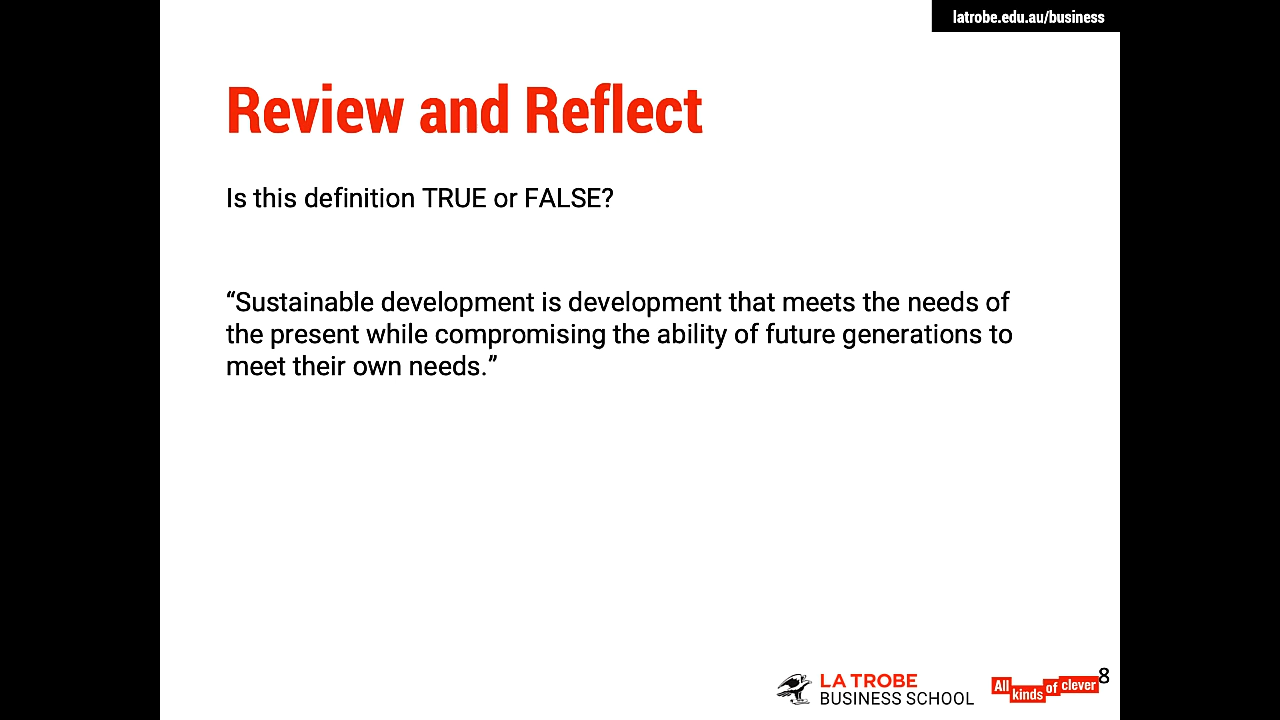 latrobe.edu.au/business
Review and Reflect
Is this definition TRUE or FALSE?
“Sustainable development is development that meets the needs of
the present while compromising the ability of future generations to
meet their own needs.”
LA TROBE
BUSINESS SCHOOL
All kinds of clever
8